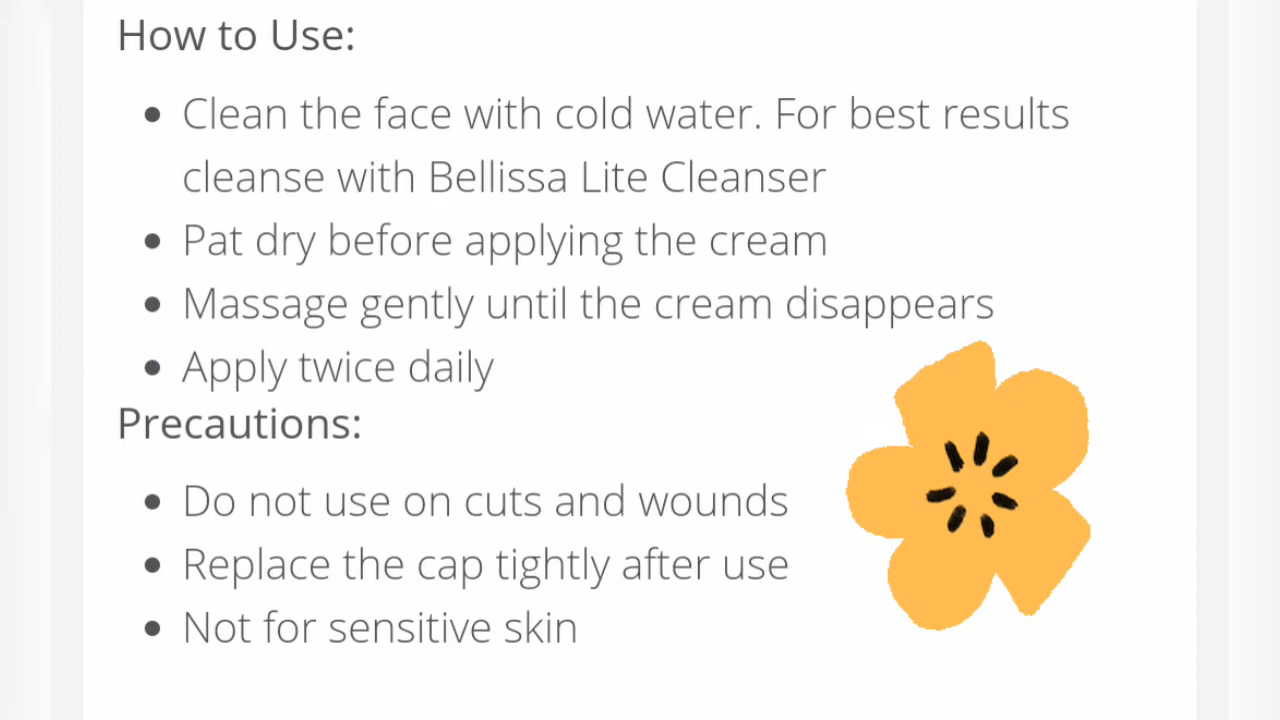 How to Use:
• Clean the face with cold water. For best results
cleanse with Bellissa Lite Cleanser
• Pat dry before applying the cream
• Massage gently until the cream disappears
• Apply twice daily
Precautions:
• Do not use on cuts and wounds
• Replace the cap tightly after use
• Not for sensitive skin